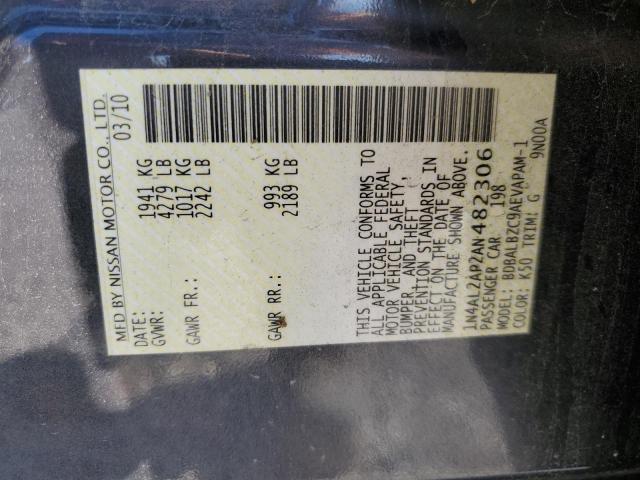 MFD BY NISSAN MOTOR CO., LTD.
DATE: 03/10
GVWR: 1941 KG
4279 LB
GAWR FR.: 1017 KG
2242 LB
GAWR RR.: 993 KG
2189 LB
THIS VEHICLE CONFORMS TO
ALL APPLICABLE FEDERAL
MOTOR VEHICLE SAFETY,
BUMPER, AND THEFT
PREVENTION STANDARDS IN
EFFECT ON THE DATE OF
MANUFACTURE SHOWN ABOVE.
1N4AL2AP2AN482306
PASSENGER CAR 198
MODEL: BDBALBZC9AEVAPAM-1
COLOR: K50 TRIM: G 9N00A